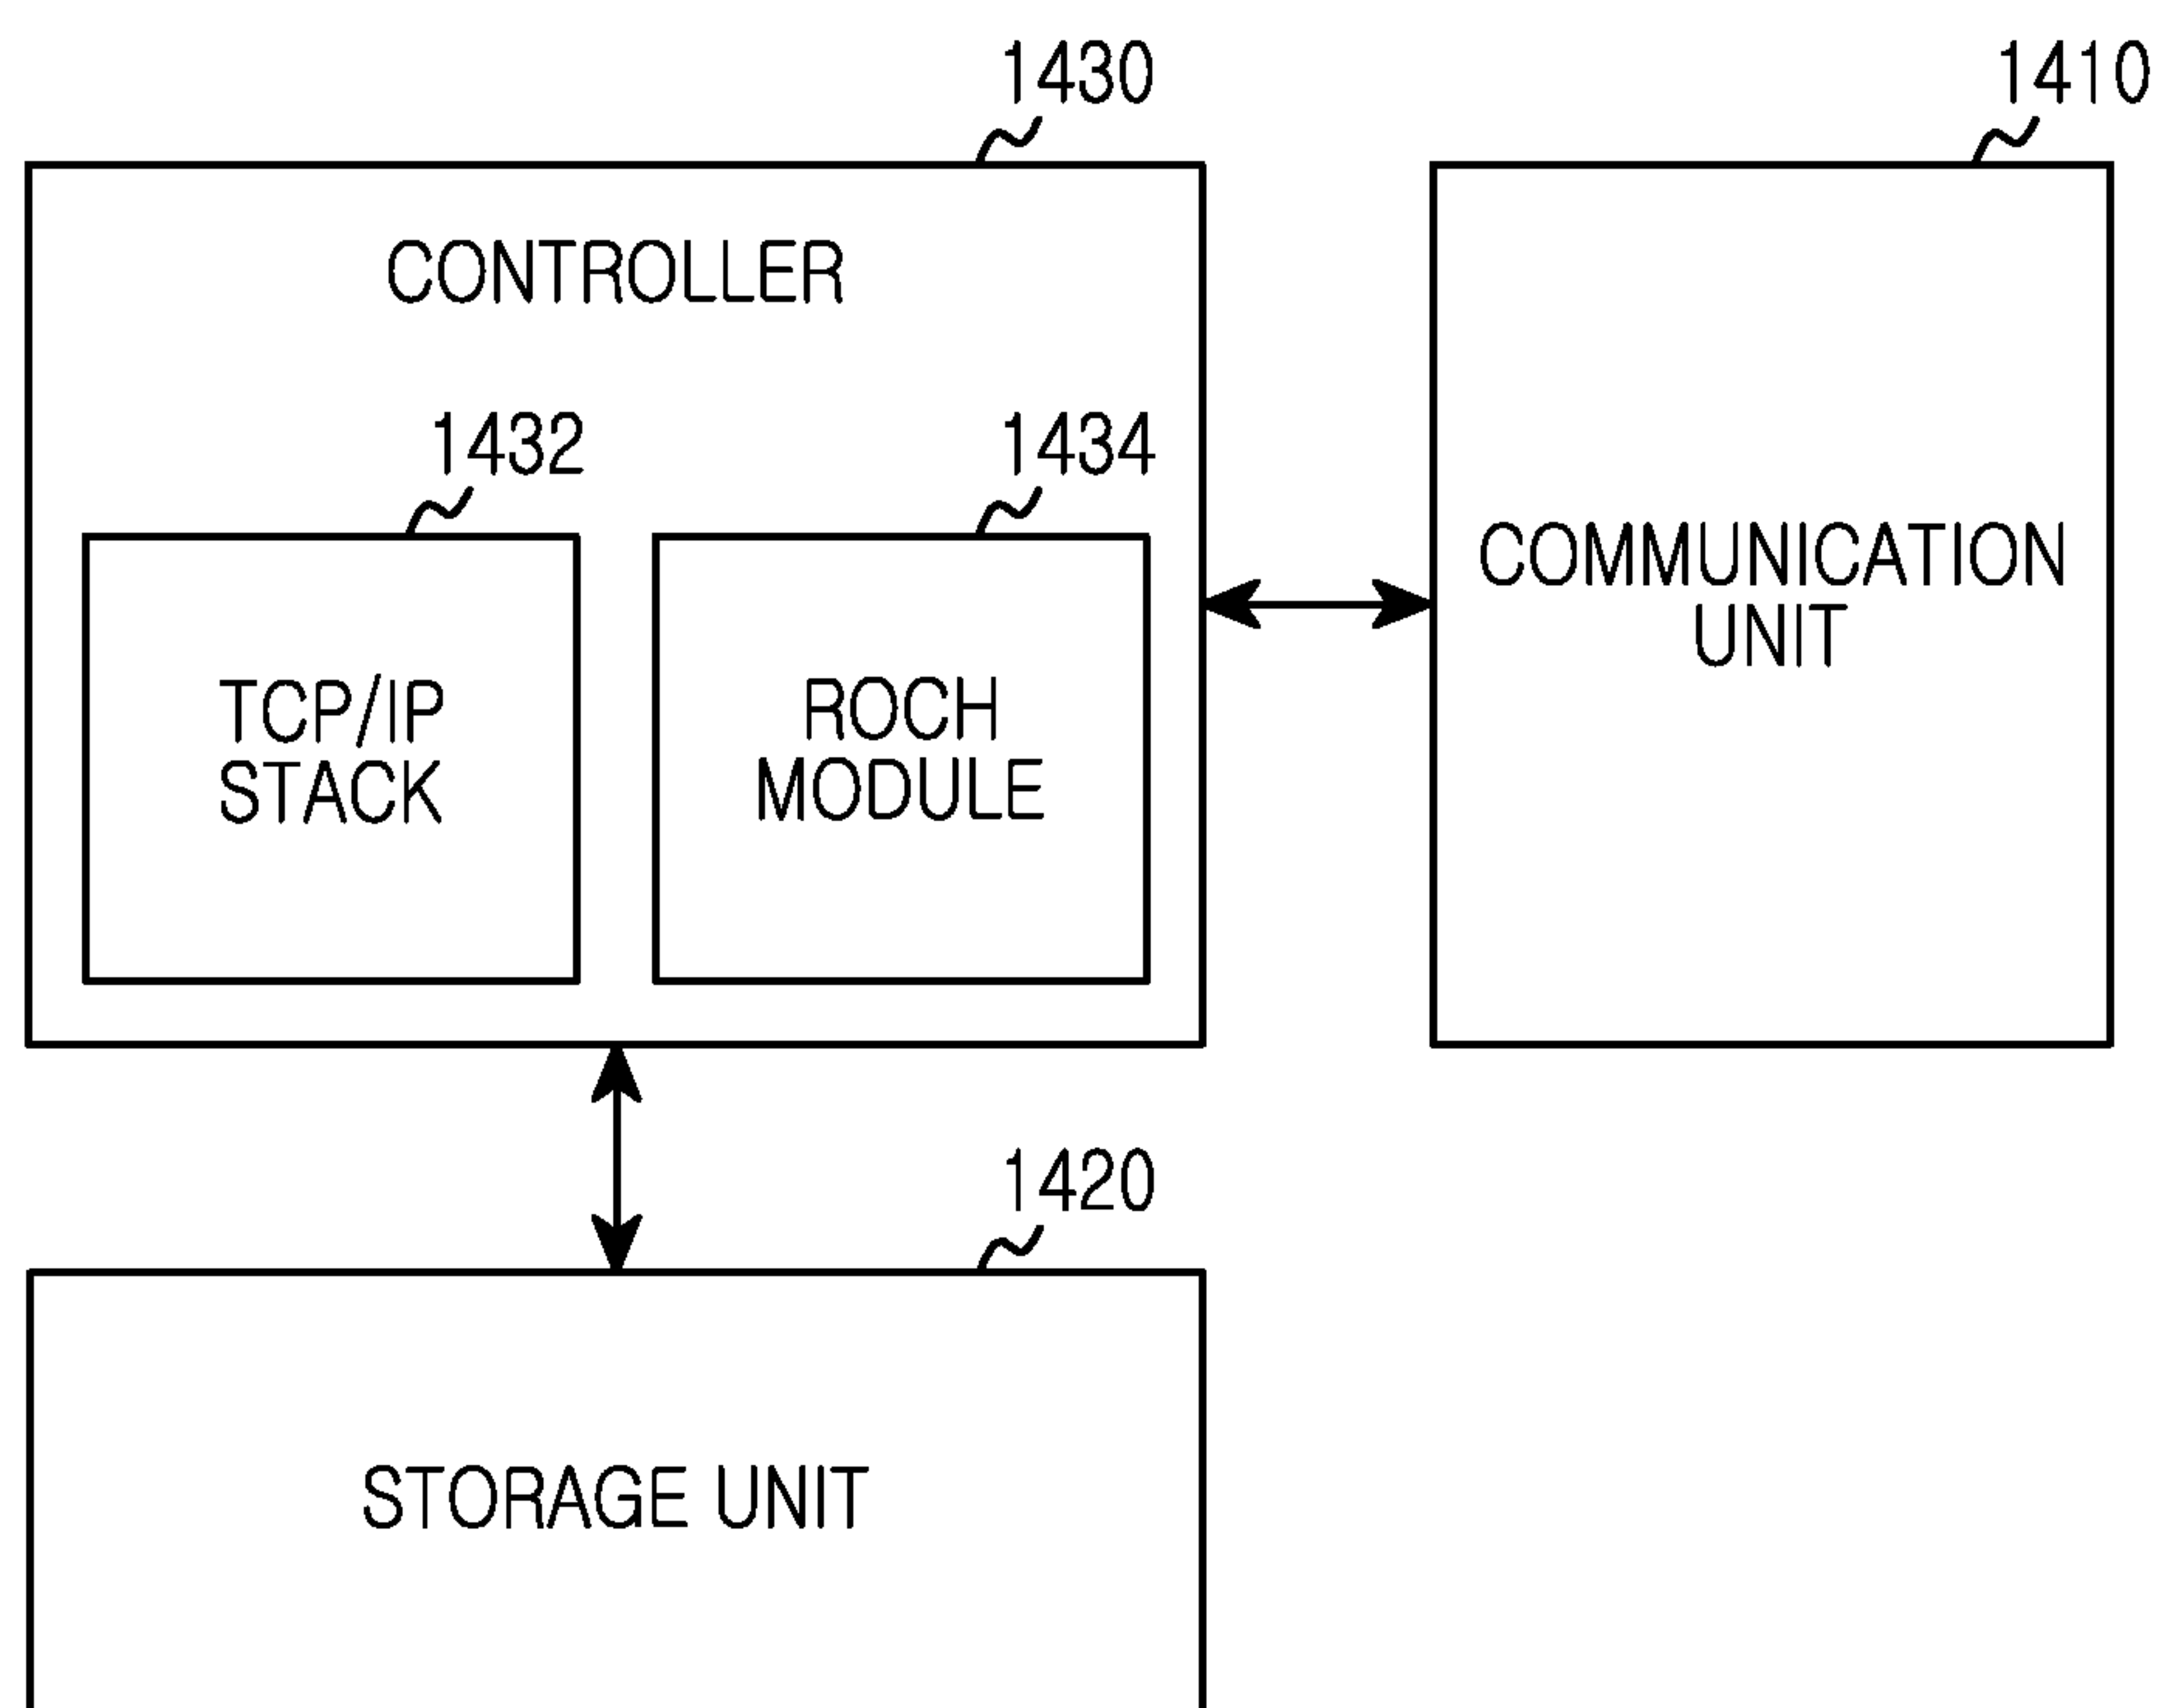 1430
1410
CONTROLLER
1432
1434
COMMUNICATION
UNIT
TCP/IP
STACK
ROCH
MODULE
1420
STORAGE UNIT